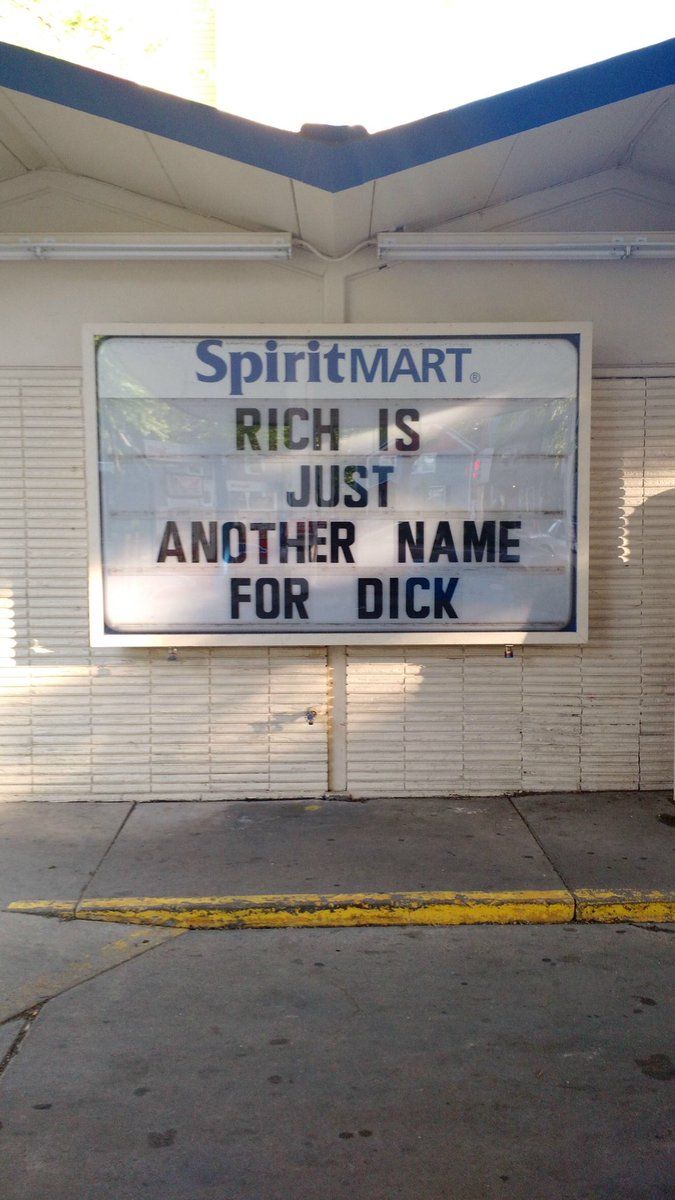 SpiritMART®
RICH IS
JUST
ANOTHER NAME
FOR DICK